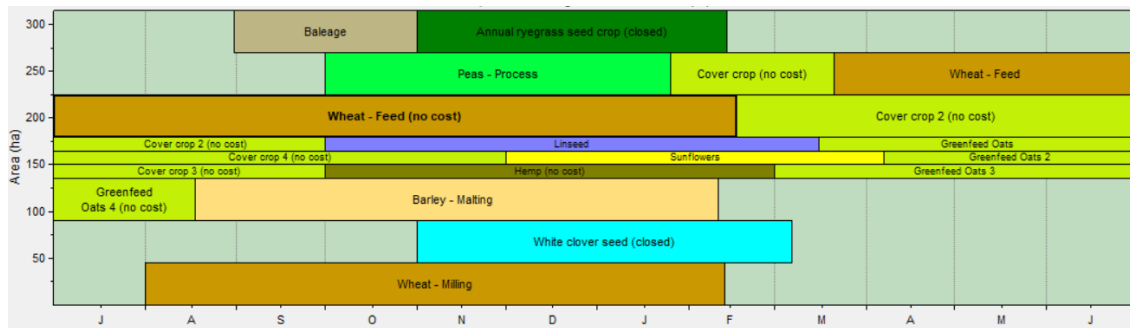 300
Baleage
Annual ryegrass seed crop (closed)
250
Peas - Process
Cover crop (no cost)
Wheat - Feed
200
Wheat - Feed (no cost)
Cover crop 2 (no cost)
Cover crop 2 (no cost)
Linseed
Greenfeed Oats
150
Cover crop 4 (no cost)
Sunflowers
Greenfeed Oats 2
Cover crop 3 (no cost)
Hemp (no cost)
Greenfeed Oats 3
Area (ha)
Greenfeed
Oats 4 (no cost)
Barley - Malting
100
White clover seed (closed)
50
Wheat - Milling
J A S O N D J F M A M J